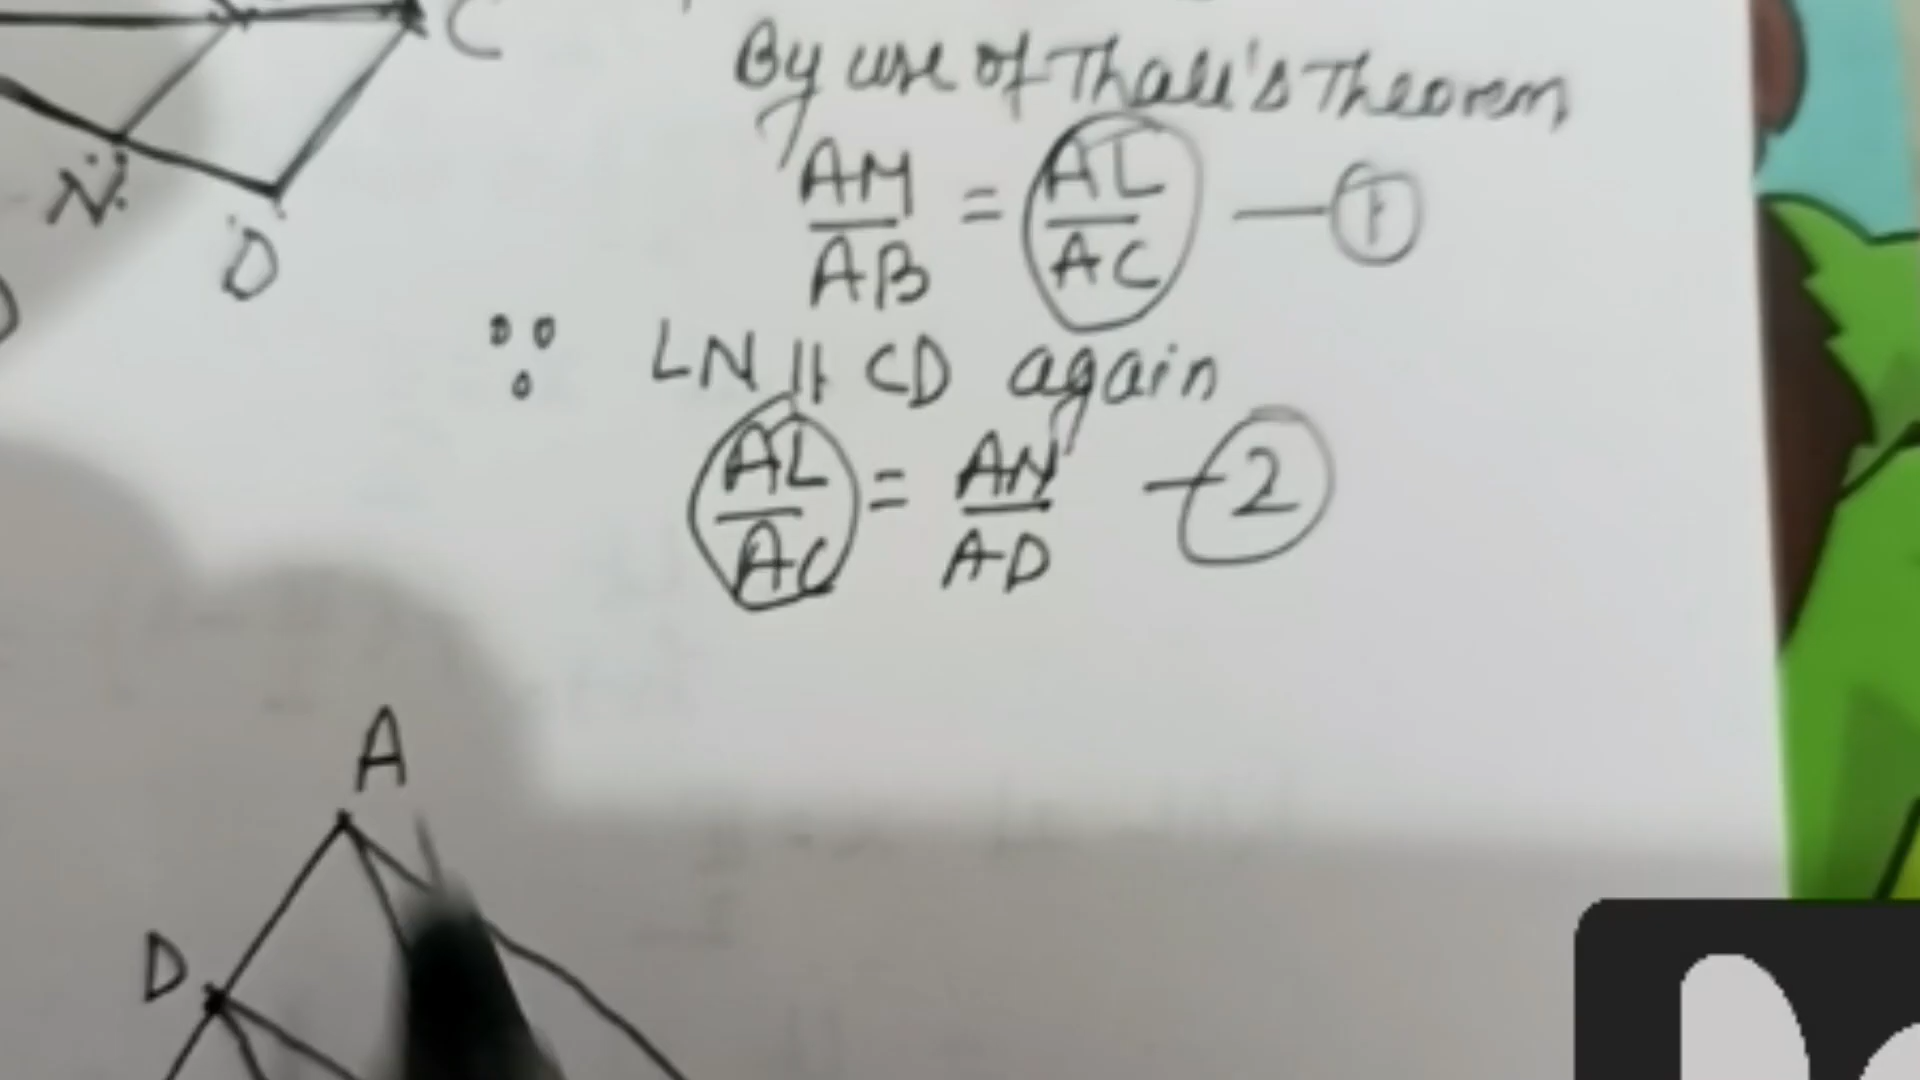 C
By use of Thale's Theorem
AM/AB = AL/AC — 1
N
D
∵ LN || CD again
AL/AC = AN/AD — 2
A
D